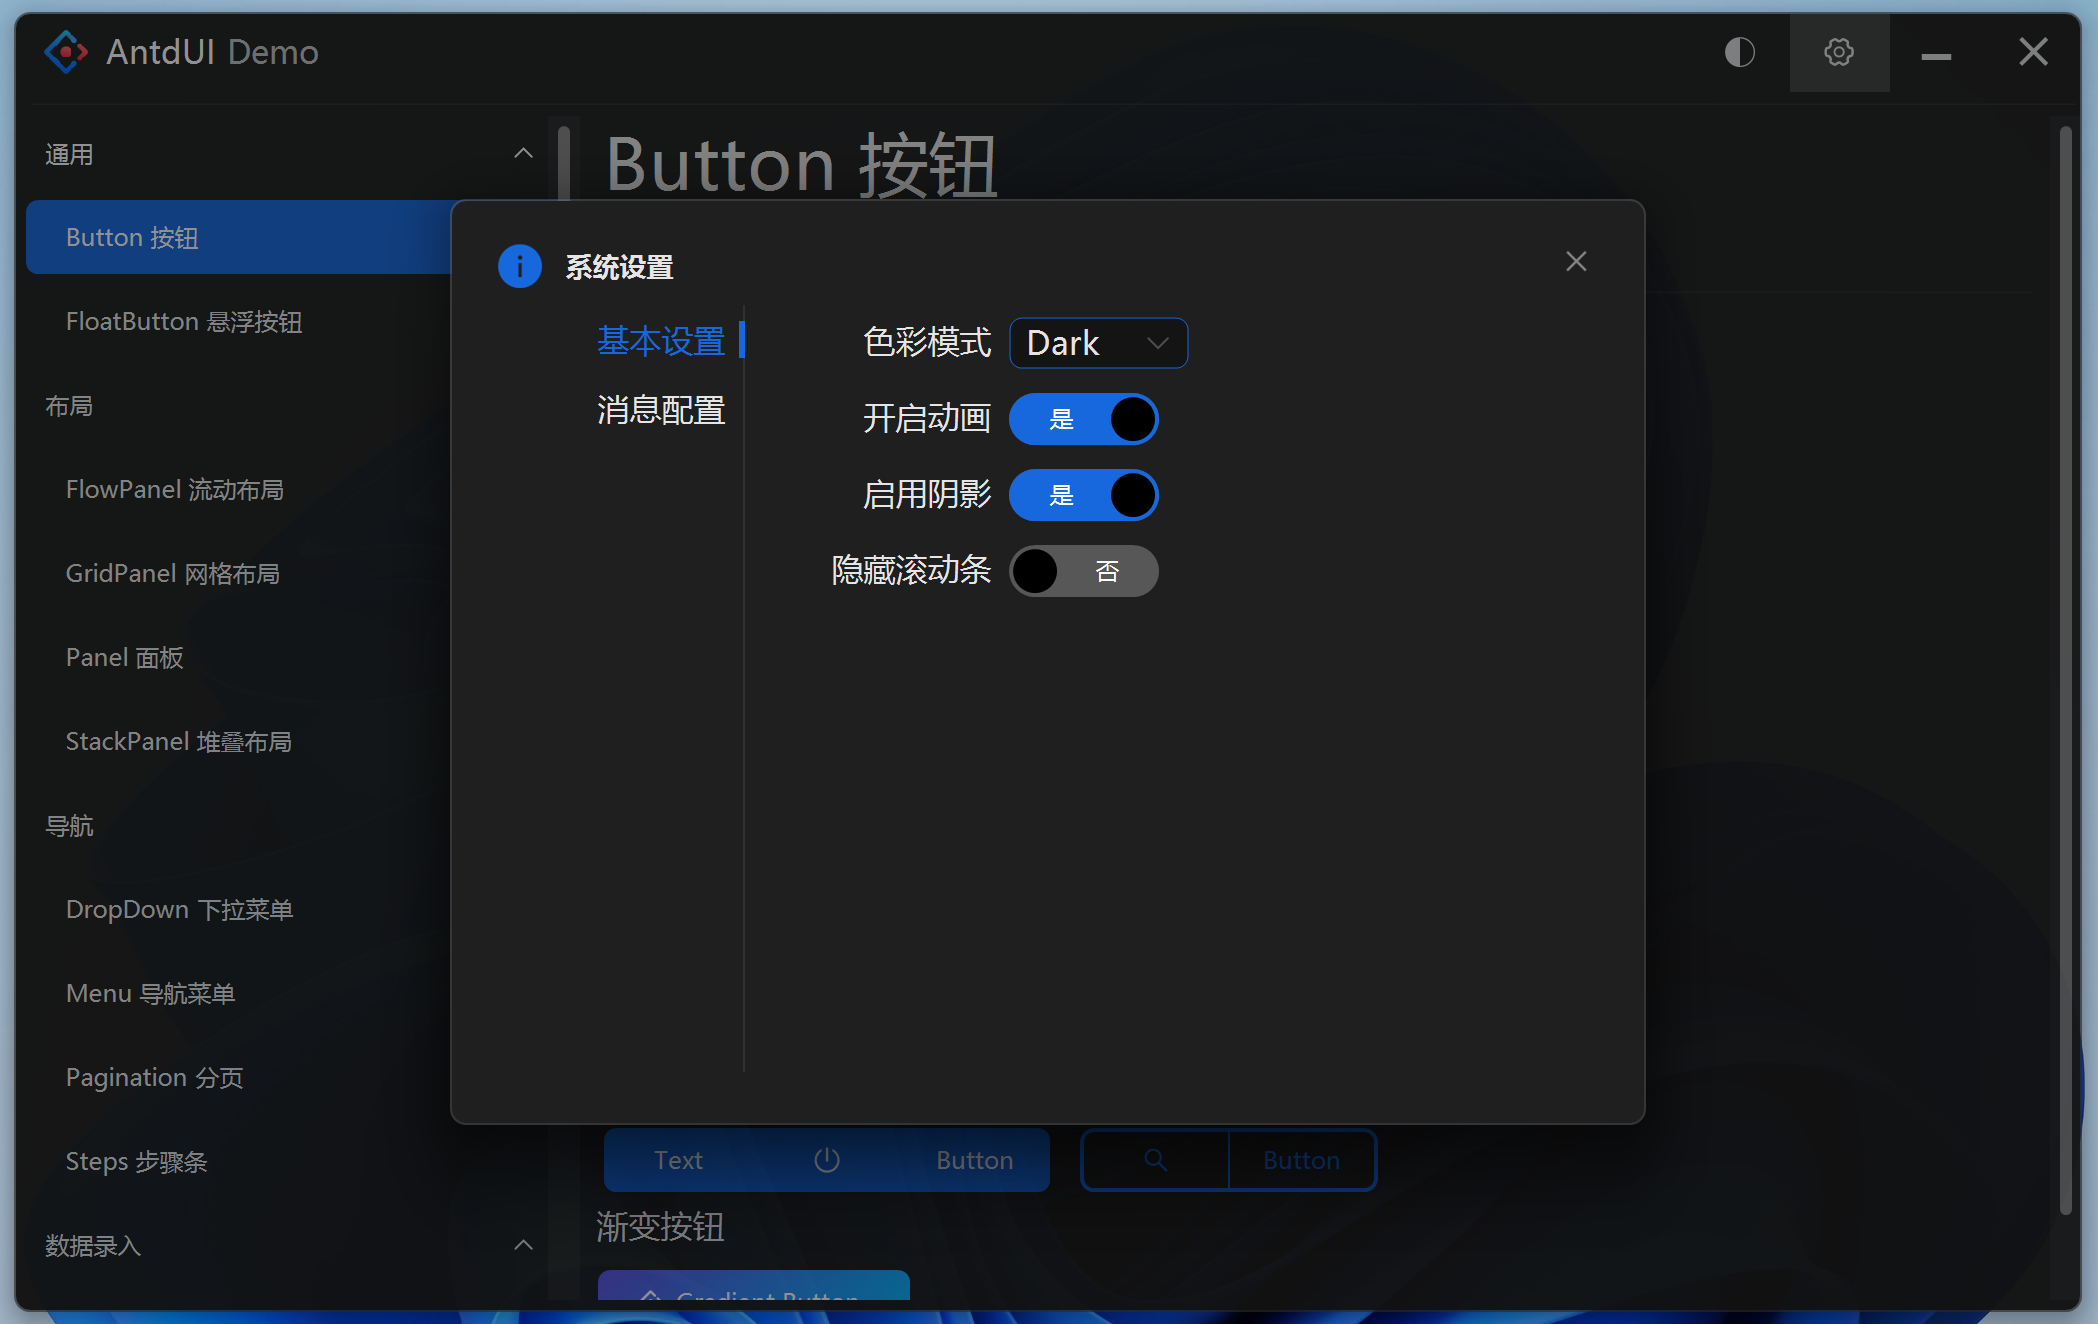 AntdUI Demo
通用
Button 按钮
FloatButton 悬浮按钮
布局
FlowPanel 流动布局
GridPanel 网格布局
Panel 面板
StackPanel 堆叠布局
导航
DropDown 下拉菜单
Menu 导航菜单
Pagination 分页
Steps 步骤条
数据录入
Button 按钮
系统设置
基本设置
消息配置
色彩模式 Dark
开启动画 是
启用阴影 是
隐藏滚动条 否
Text Button Button
渐变按钮
Gradient Button